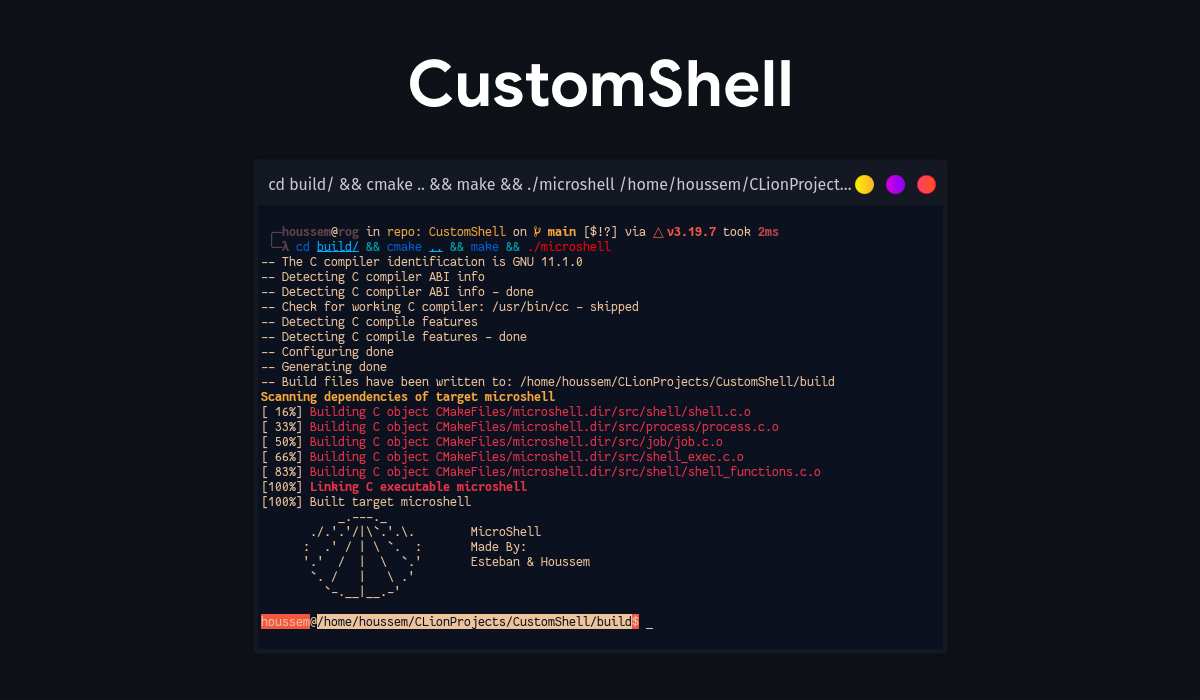 CustomShell
cd build/ && cmake .. && make && ./microshell /home/houssem/CLionProject...
houssem@rog in repo: CustomShell on main [$!?] via △ v3.19.7 took 2ms
λ cd build/ && cmake .. && make && ./microshell
-- The C compiler identification is GNU 11.1.0
-- Detecting C compiler ABI info
-- Detecting C compiler ABI info - done
-- Check for working C compiler: /usr/bin/cc - skipped
-- Detecting C compile features
-- Detecting C compile features - done
-- Configuring done
-- Generating done
-- Build files have been written to: /home/houssem/CLionProjects/CustomShell/build
Scanning dependencies of target microshell
[ 16%] Building C object CMakeFiles/microshell.dir/src/shell/shell.c.o
[ 33%] Building C object CMakeFiles/microshell.dir/src/process/process.c.o
[ 50%] Building C object CMakeFiles/microshell.dir/src/job/job.c.o
[ 66%] Building C object CMakeFiles/microshell.dir/src/shell_exec.c.o
[ 83%] Building C object CMakeFiles/microshell.dir/src/shell/shell_functions.c.o
[100%] Linking C executable microshell
[100%] Built target microshell
MicroShell
Made By:
Esteban & Houssem
houssem@/home/houssem/CLionProjects/CustomShell/build$ _